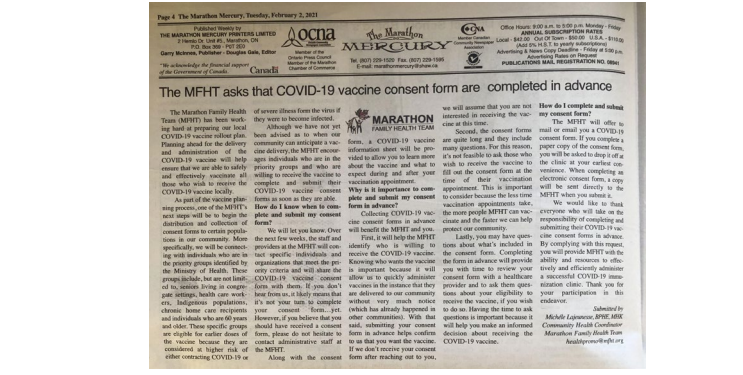 Page 4 The Marathon Mercury, Tuesday, February 2, 2021
Published Weekly by
THE MARATHON MERCURY PRINTERS LIMITED
2 Hemlo Dr. Unit #5, Marathon, ON
P.O. Box 369 - P0T 2E0
Garry McInnes, Publisher - Douglas Gale, Editor
"We acknowledge the financial support
of the Government of Canada.
Canada
ocna
Member of the
Ontario Press Council
Member of the Marathon
Chamber of Commerce
The Marathon
MERCURY
Tel: (807) 229-1520 Fax. (807) 229-1595
E-mail: marathonmercury@shaw.ca
CNA
Member Canadian
Community Newspapers
Association
Office Hours: 9:00 a.m. to 5:00 p.m. Monday - Friday
ANNUAL SUBSCRIPTION RATES
Local - $42.00 Out Of Town - $50.00 U.S.A. -
(Add 5% H.S.T. to yearly subscriptions)
Advertising & News Copy Deadline - Friday at 5:00 p.m.
Advertising Rates on Request
PUBLICATIONS MAIL REGISTRATION NO.
The MFHT asks that COVID-19 vaccine consent form are completed in advance
The Marathon Family Health
Team (MFHT) has been work-
ing hard at preparing our local
COVID-19 vaccine rollout plan.
Planning ahead for the delivery
and administration of the
COVID-19 vaccine will help
ensure that we are able to safely
and effectively vaccinate all
those who wish to receive the
COVID-19 vaccine locally.
As part of the vaccine plan-
ning process, one of the MFHT's
next steps will be to begin the
distribution and collection of
consent forms to certain popula-
tions in our community. More
specifically, we will be connect-
ing with individuals who are in
the priority groups identified by
the Ministry of Health. These
groups include, but are not limit-
ed to, seniors living in congre-
gate settings, health care work-
ers, Indigenous populations,
chronic home care recipients
and individuals who are 60 years
and older. These specific groups
are eligible for earlier doses of
the vaccine because they are
considered at higher risk of
either contracting COVID-19 or
of severe illness form the virus if
they were to become infected.
Although we have not yet
been advised as to when our
community can anticipate a vac-
cine delivery, the MFHT encour-
ages individuals who are in the
priority groups and who are
willing to receive the vaccine to
complete and submit their
COVID-19 vaccine consent
forms as soon as they are able.
How do I know when to com-
plete and submit my consent
form?
We will let you know. Over
the next few weeks, the staff and
providers at the MFHT will con-
tact specific individuals and
organizations that meet the pri-
ority criteria and will share the
COVID-19 vaccine consent
form with them. If you don't
hear from us, it likely means that
it's not your turn to complete
your consent form...yet.
However, if you believe that you
should have received a consent
form, please do not hesitate to
contact administrative staff at
the MFHT.
Along with the consent
MARATHON
FAMILY HEALTH TEAM
form, a COVID-19 vaccine
information sheet will be pro-
vided to allow you to learn more
about the vaccine and what to
expect during and after your
vaccination appointment.
Why is it importance to com-
plete and submit my consent
form in advance?
Collecting COVID-19 vac-
cine consent forms in advance
will benefit the MFHT and you.
First, it will help the MFHT
identify who is willing to
receive the COVID-19 vaccine.
Knowing who wants the vaccine
is important because it will
allow us to quickly administer
vaccines in the instance that they
are delivered to our community
without very much notice
(which has already happened in
other communities). With that
said, submitting your consent
form in advance helps confirm
to us that you want the vaccine.
If we don't receive your consent
form after reaching out to you,
we will assume that you are not
interested in receiving the vac-
cine at this time.
Second, the consent forms
are quite long and they include
many questions. For this reason,
it's not feasible to ask those who
wish to receive the vaccine to
fill out the consent form at the
time of their vaccination
appointment. This is important
to consider because the less time
vaccination appointments take,
the more people MFHT can vac-
cinate and the faster we can help
protect our community.
Lastly, you may have ques-
tions about what's included in
the consent form. Completing
the form in advance will provide
you with time to review your
consent form with a healthcare
provider and to ask them ques-
tions about your eligibility to
receive the vaccine, if you wish
to do so. Having the time to ask
questions is important because it
will help you make an informed
decision about receiving the
COVID-19 vaccine.
How do I complete and submit
my consent form?
The MFHT will offer to
mail or email you a COVID-19
consent form. If you complete a
paper copy of the consent form,
you will be asked to drop it off at
the clinic at your earliest con-
venience. When completing an
electronic consent form, a copy
will be sent directly to the
MFHT when you submit it.
We would like to thank
everyone who will take on the
responsibility of completing and
submitting their COVID-19 vac-
cine consent forms in advance.
By complying with this request,
you will provide MFHT with the
ability and resources to effec-
tively and efficiently administer
a successful COVID-19 immu-
nization clinic. Thank you for
your participation in this
endeavor.
Submitted by
Michelle Lajeunesse, BPHE, MHK
Community Health Coordinator
Marathon Family Health Team
healthpromo@mfht.org